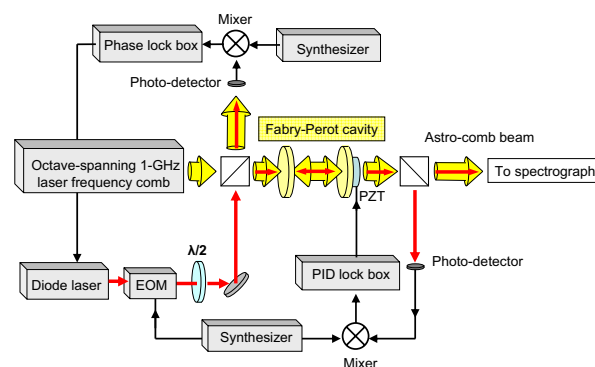 Mixer
Phase lock box
Synthesizer
Photo-detector
Fabry-Perot cavity
Astro-comb beam
Octave-spanning 1-GHz
laser frequency comb
To spectrograph
PZT
λ/2
Diode laser
EOM
PID lock box
Photo-detector
Synthesizer
Mixer